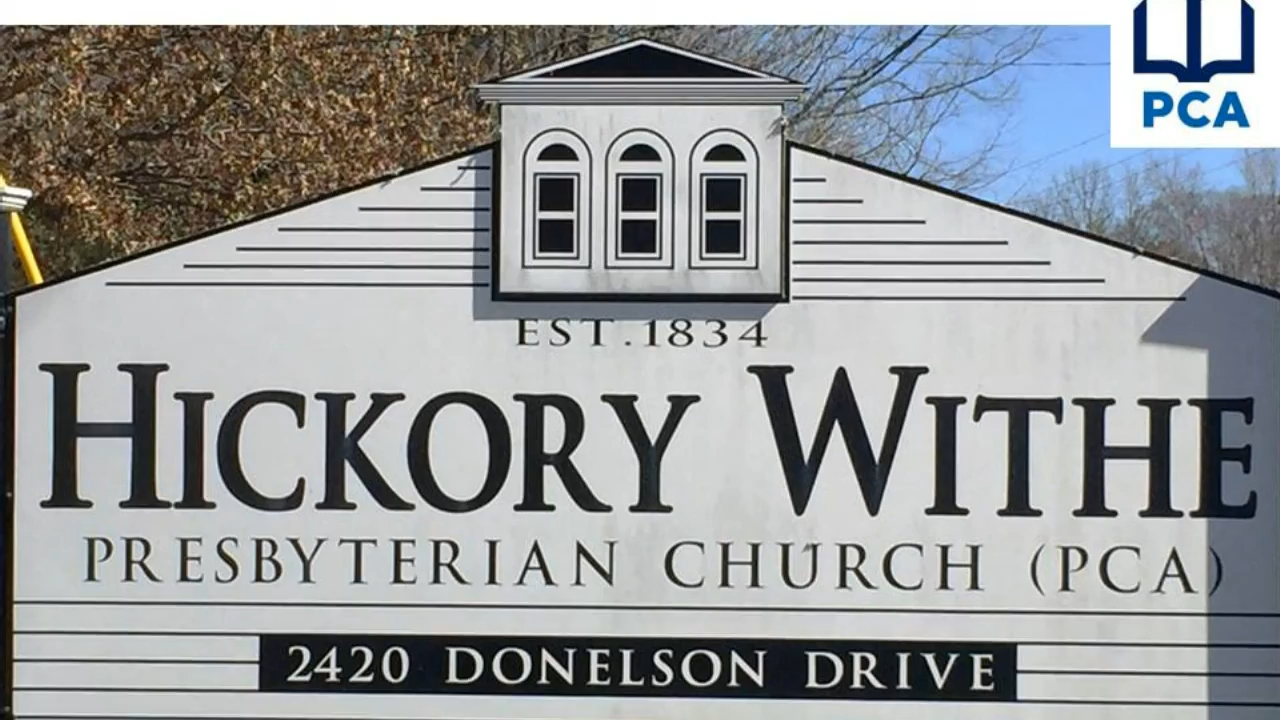 PCA
EST.1834
HICKORY WITHE
PRESBYTERIAN CHURCH (PCA)
2420 DONELSON DRIVE